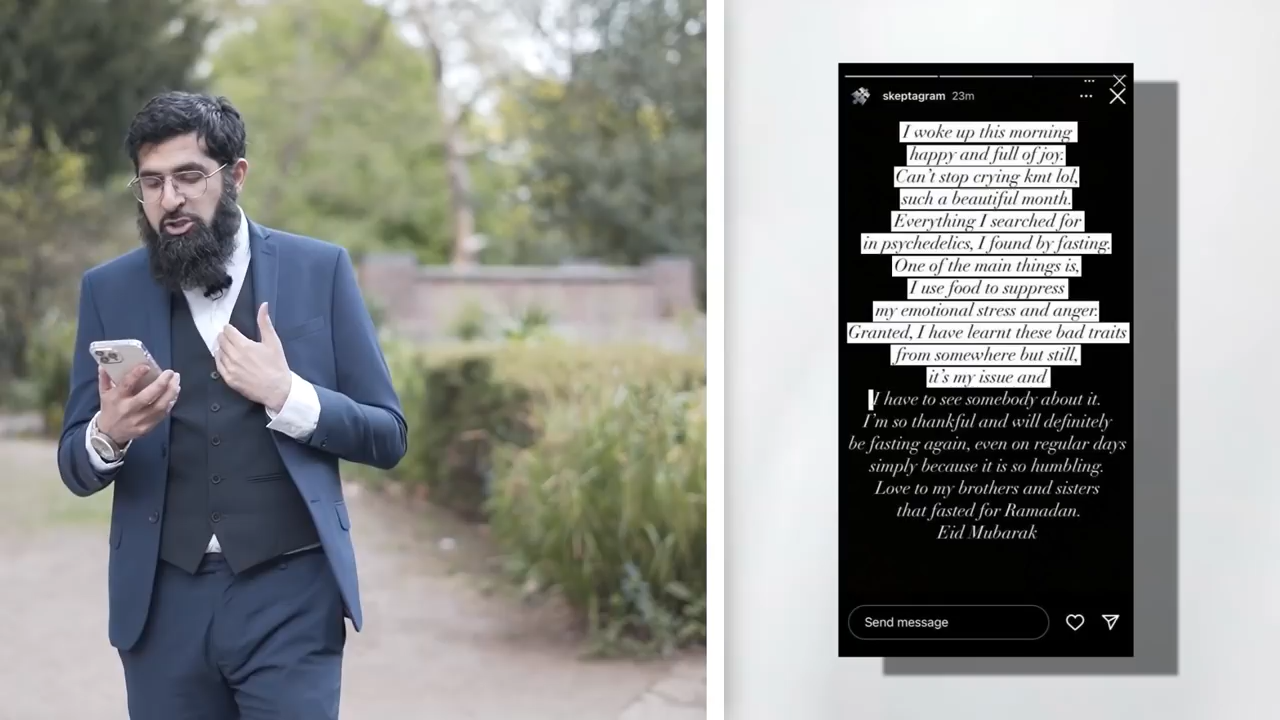 skeptagram 23m
I woke up this morning
happy and full of joy.
Can't stop crying kmt lol,
such a beautiful month.
Everything I searched for
in psychedelics, I found by fasting.
One of the main things is,
I use food to suppress
my emotional stress and anger.
Granted, I have learnt these bad traits
from somewhere but still,
it's my issue and
I have to see somebody about it.
I'm so thankful and will definitely
be fasting again, even on regular days
simply because it is so humbling.
Love to my brothers and sisters
that fasted for Ramadan.
Eid Mubarak
Send message